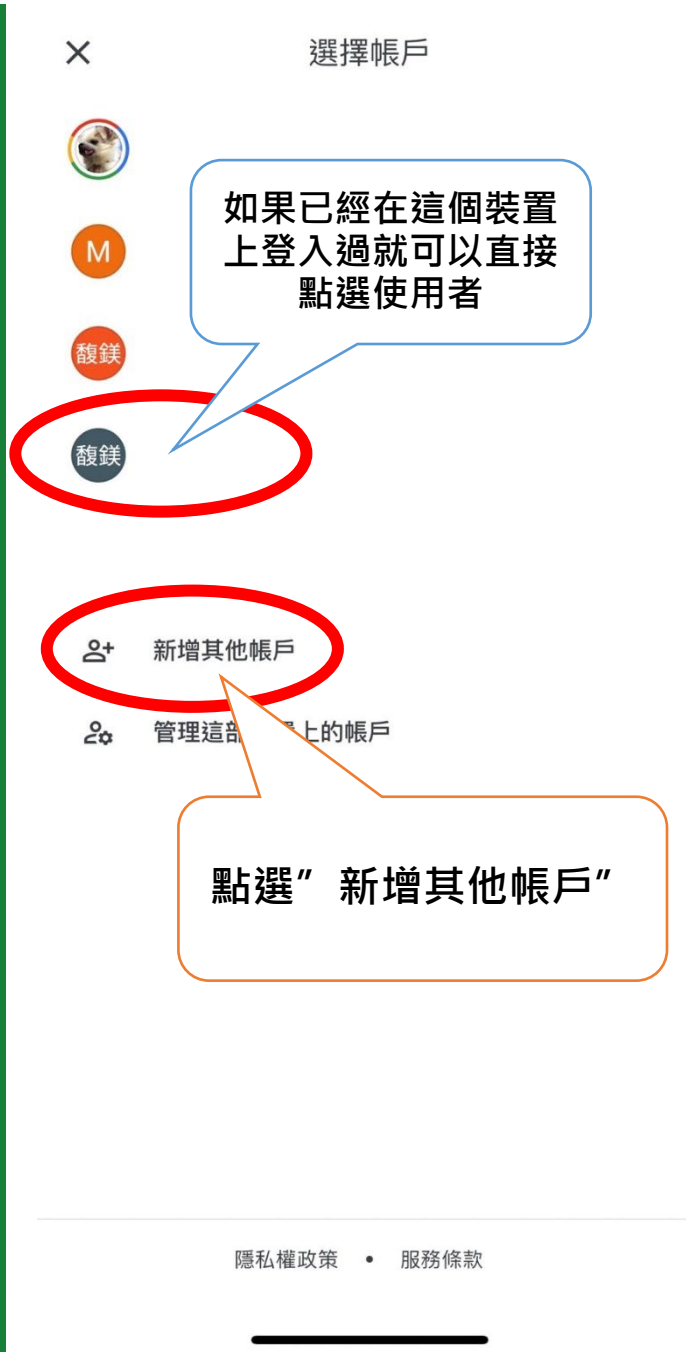 選擇帳戶
如果已經在這個裝置
上登入過就可以直接
點選使用者
M
馥鎂
馥鎂
新增其他帳戶
管理這部 上的帳戶
點選”新增其他帳戶”
隱私權政策 • 服務條款